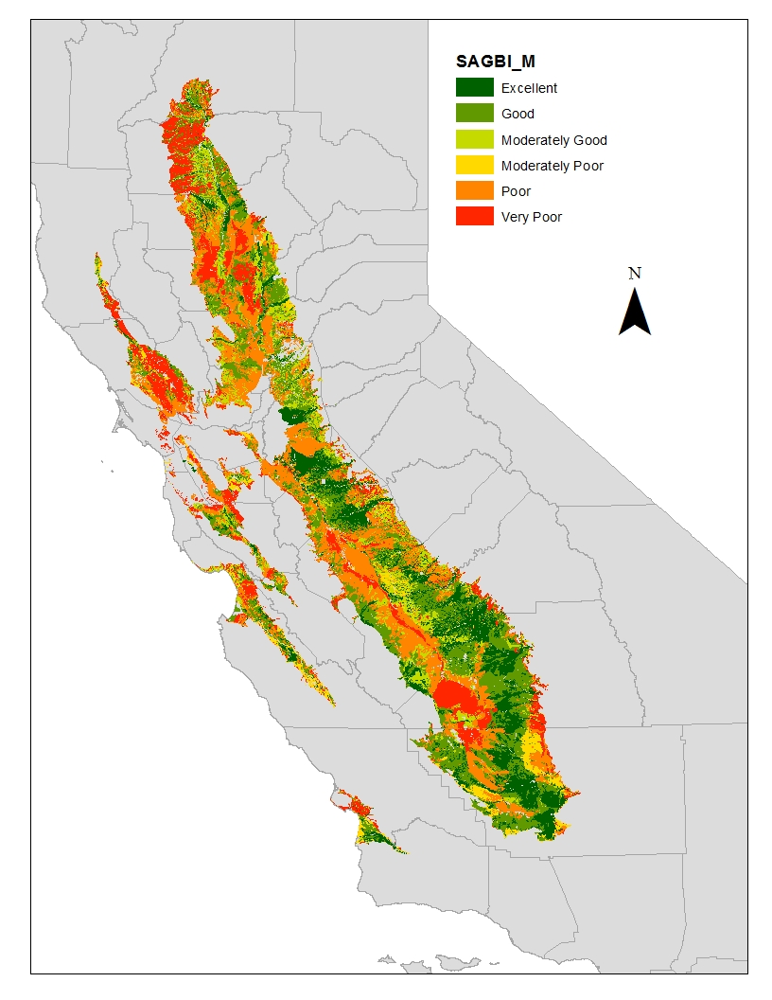 SAGBI_M
Excellent
Good
Moderately Good
Moderately Poor
Poor
Very Poor
N